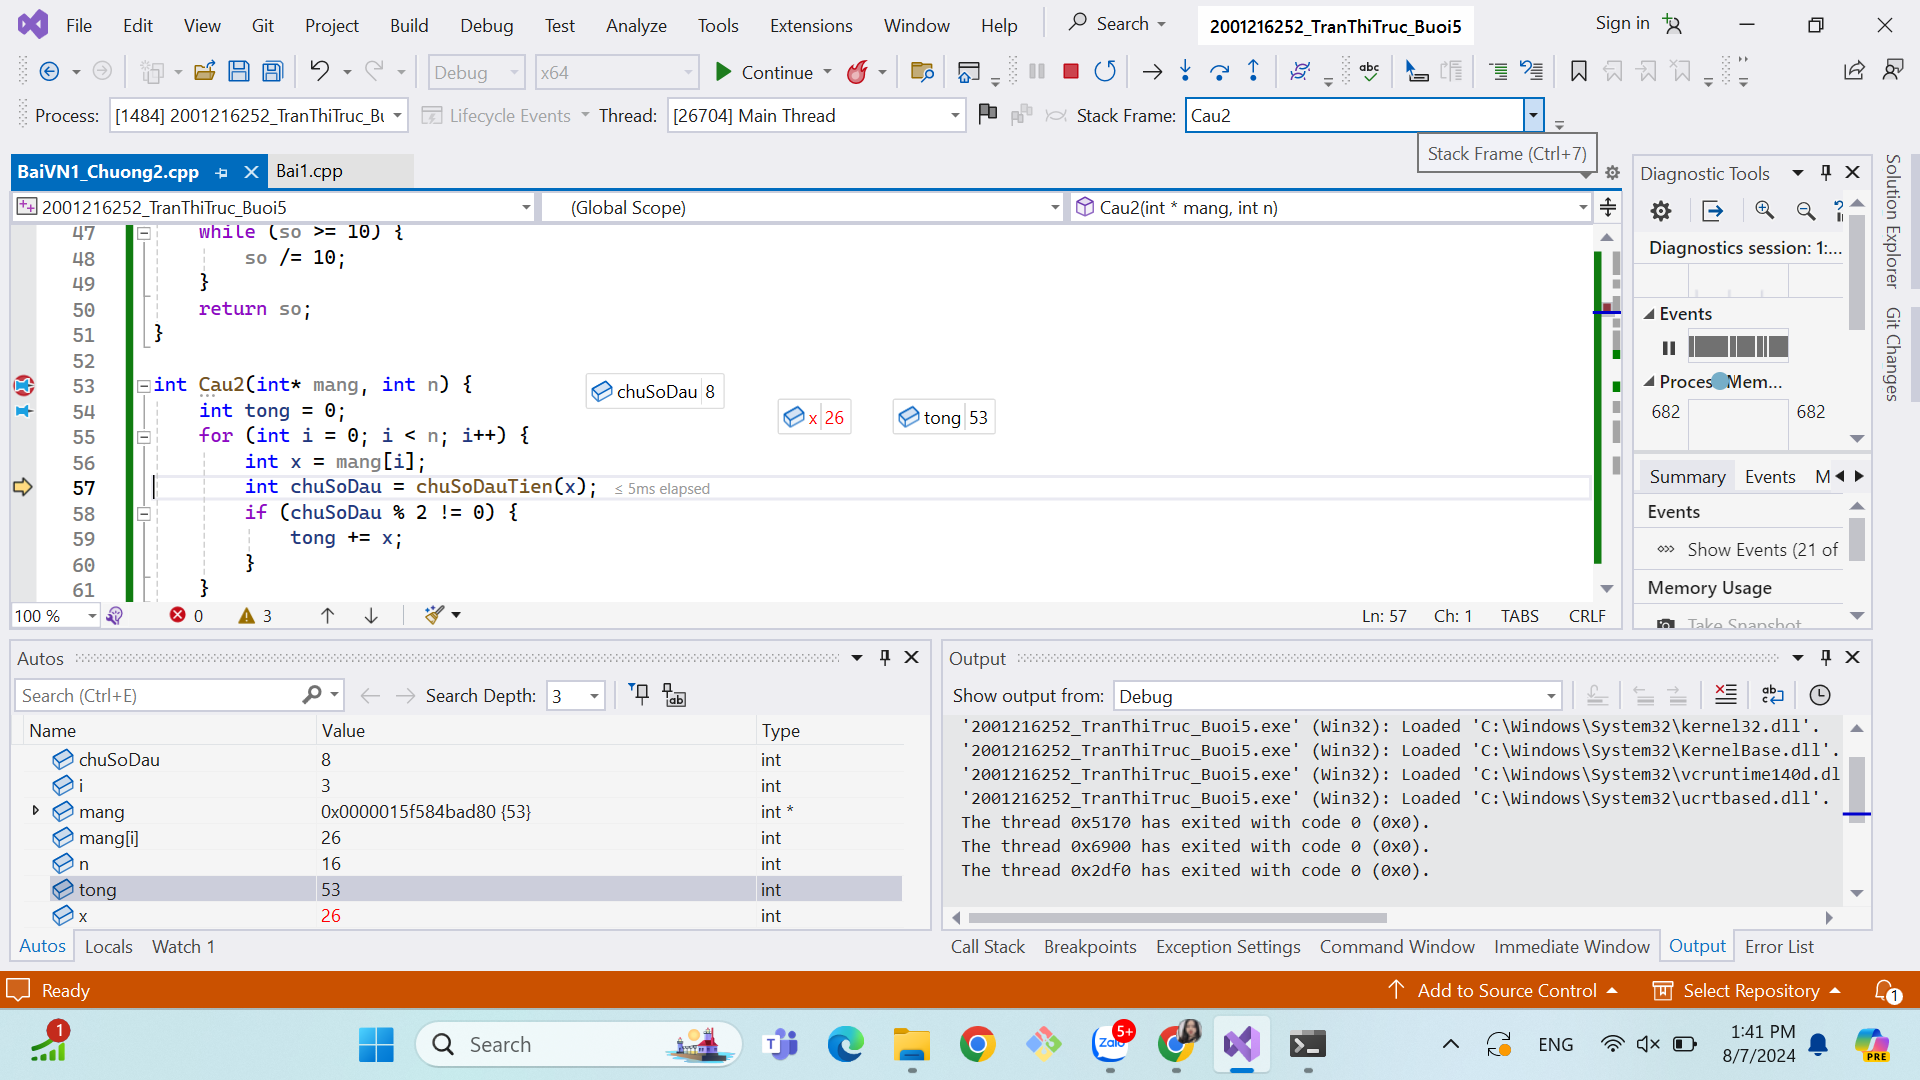 File Edit View Git Project Build Debug Test Analyze Tools Extensions Window Help Search 2001216252_TranThiTruc_Buoi5 Sign in
Debug x64 Continue abc
Process: [1484] 2001216252_TranThiTruc_Bu Lifecycle Events Thread: [26704] Main Thread Stack Frame: Cau2
Stack Frame (Ctrl+7)
BaiVN1_Chuong2.cpp Bai1.cpp
2001216252_TranThiTruc_Buoi5 (Global Scope) Cau2(int * mang, int n)
47 while (so >= 10) {
48 so /= 10;
49 }
50 return so;
51 }
52
53 int Cau2(int* mang, int n) {
54 int tong = 0;
55 for (int i = 0; i < n; i++) {
56 int x = mang[i];
57 int chuSoDau = chuSoDauTien(x); ≤ 5ms elapsed
58 if (chuSoDau % 2 != 0) {
59 tong += x;
60 }
61 }
chuSoDau 8
x 26
tong 53
100 % 0 3 Ln: 57 Ch: 1 TABS CRLF
Diagnostic Tools
Diagnostics session: 1:...
Events
Process Mem...
682 682
Summary Events M
Events
Show Events (21 of
Memory Usage
Take Snapshot
Solution Explorer
Git Changes
Autos
Search (Ctrl+E) Search Depth: 3
Name Value Type
chuSoDau 8 int
i 3 int
mang 0x0000015f584bad80 {53} int *
mang[i] 26 int
n 16 int
tong 53 int
x 26 int
Autos Locals Watch 1
Output
Show output from: Debug
'2001216252_TranThiTruc_Buoi5.exe' (Win32): Loaded 'C:\Windows\System32\kernel32.dll'.
'2001216252_TranThiTruc_Buoi5.exe' (Win32): Loaded 'C:\Windows\System32\KernelBase.dll'.
'2001216252_TranThiTruc_Buoi5.exe' (Win32): Loaded 'C:\Windows\System32\vcruntime140d.dl
'2001216252_TranThiTruc_Buoi5.exe' (Win32): Loaded 'C:\Windows\System32\ucrtbased.dll'.
The thread 0x5170 has exited with code 0 (0x0).
The thread 0x6900 has exited with code 0 (0x0).
The thread 0x2df0 has exited with code 0 (0x0).
Call Stack Breakpoints Exception Settings Command Window Immediate Window Output Error List
Ready Add to Source Control Select Repository 1
1 Search Zalo 5+ ENG 1:41 PM
8/7/2024 PRE